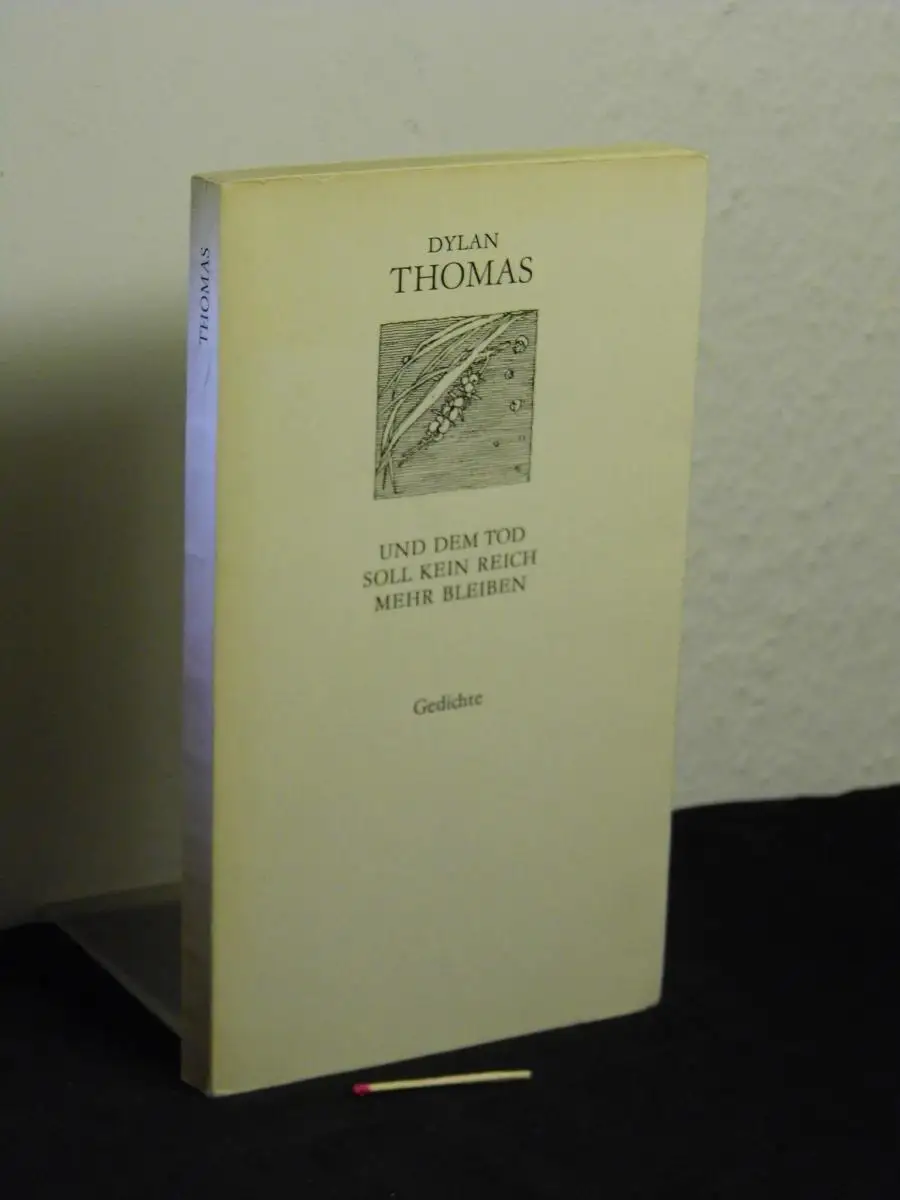 THOMAS
DYLAN
THOMAS
UND DEM TOD
SOLL KEIN REICH
MEHR BLEIBEN
Gedichte